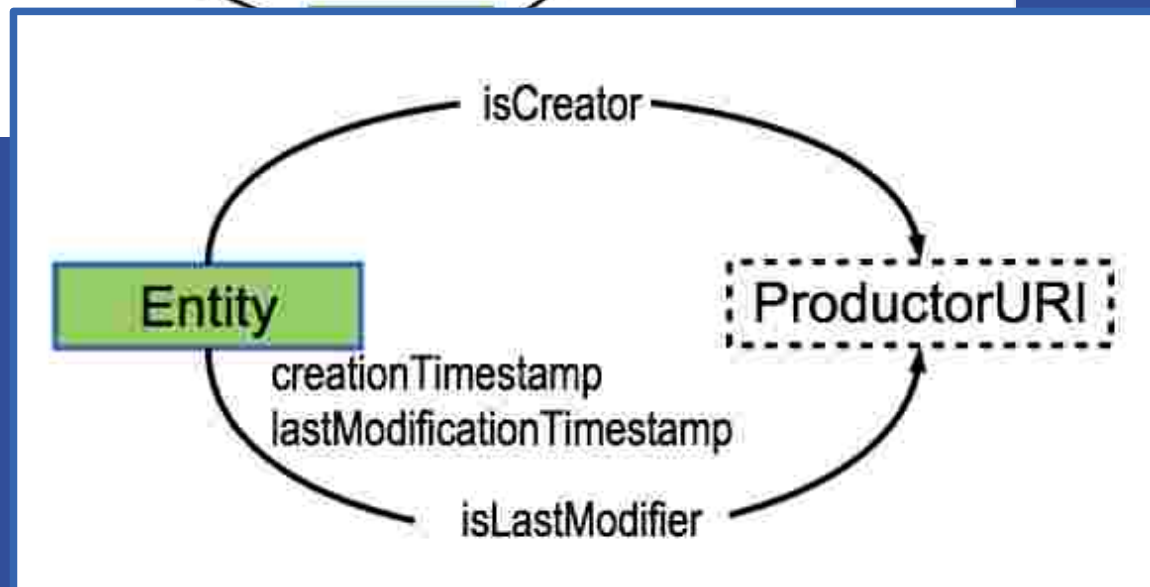 isCreator
Entity
ProductorURI
creationTimestamp
lastModificationTimestamp
isLastModifier